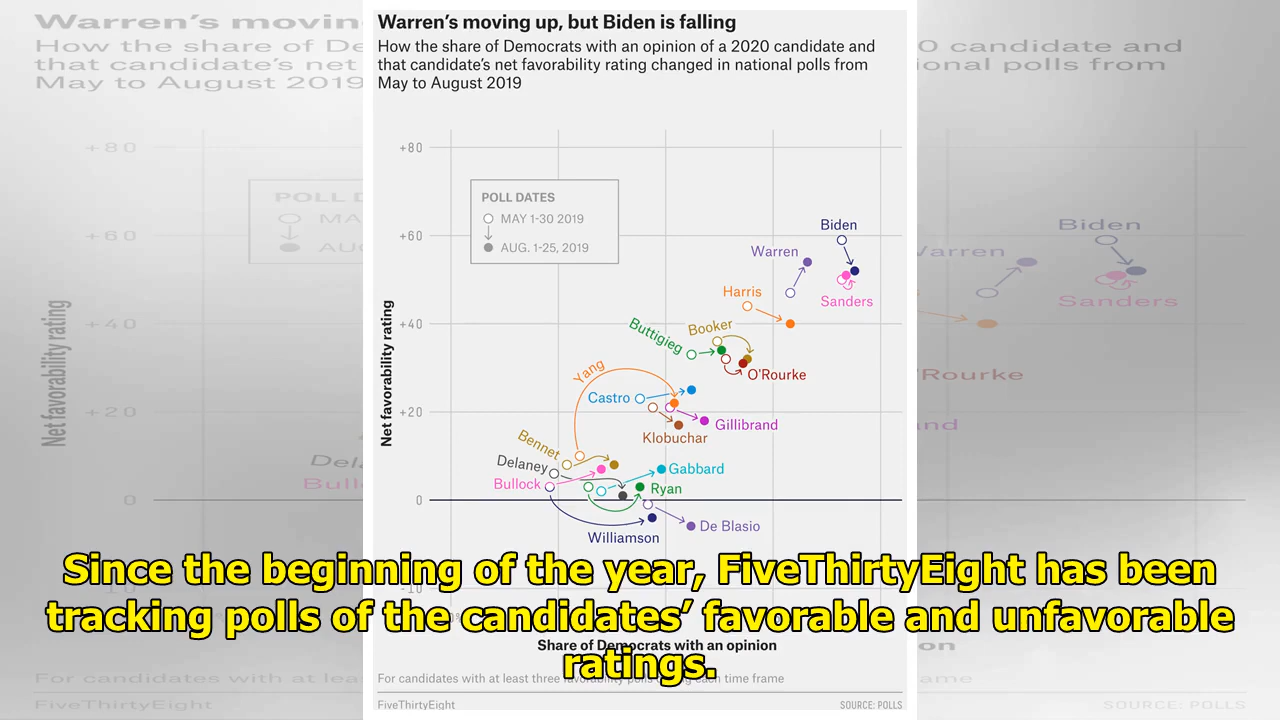 Warren's moving up, but Biden is falling
How the share of Democrats with an opinion of a 2020 candidate and
that candidate's net favorability rating changed in national polls from
May to August 2019
+80
POLL DATES
MAY 1-30 2019
AUG. 1-25, 2019
Biden
+60
Warren
Sanders
Harris
Booker
+40
Buttigieg
O'Rourke
Yang
Castro
+20
Gillibrand
Klobuchar
Bennet
Delaney
Gabbard
Bullock
Ryan
0
De Blasio
Williamson
Net favorability rating
Since the beginning of the year, FiveThirtyEight has been
tracking polls of the candidates' favorable and unfavorable
ratings.
Share of Democrats with an opinion
For candidates with at least three favorability polls during each time frame
FiveThirtyEight
SOURCE: POLLS